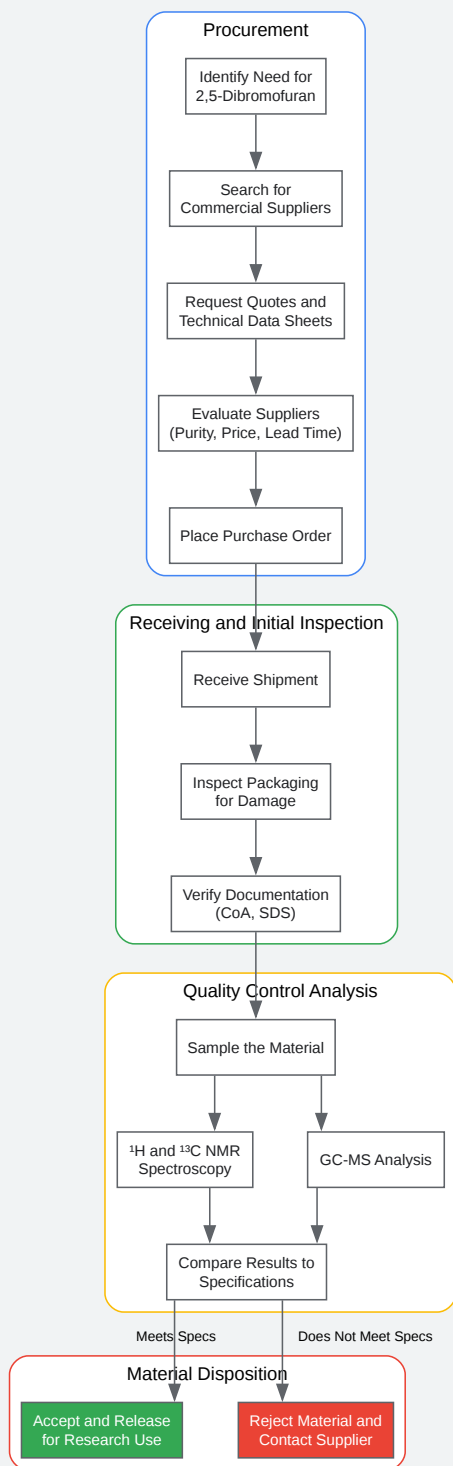 Procurement
Identify Need for
2,5-Dibromofuran
Search for
Commercial Suppliers
Request Quotes and
Technical Data Sheets
Evaluate Suppliers
(Purity, Price, Lead Time)
Place Purchase Order
Receiving and Initial Inspection
Receive Shipment
Inspect Packaging
for Damage
Verify Documentation
(CoA, SDS)
Quality Control Analysis
Sample the Material
¹H and ¹³C NMR
Spectroscopy
GC-MS Analysis
Compare Results to
Specifications
Meets Specs
Does Not Meet Specs
Material Disposition
Accept and Release
for Research Use
Reject Material and
Contact Supplier